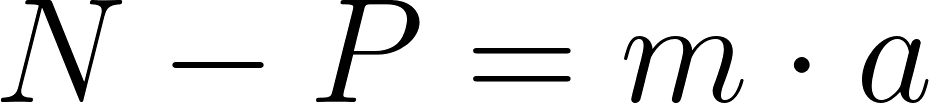 N − P = m · a